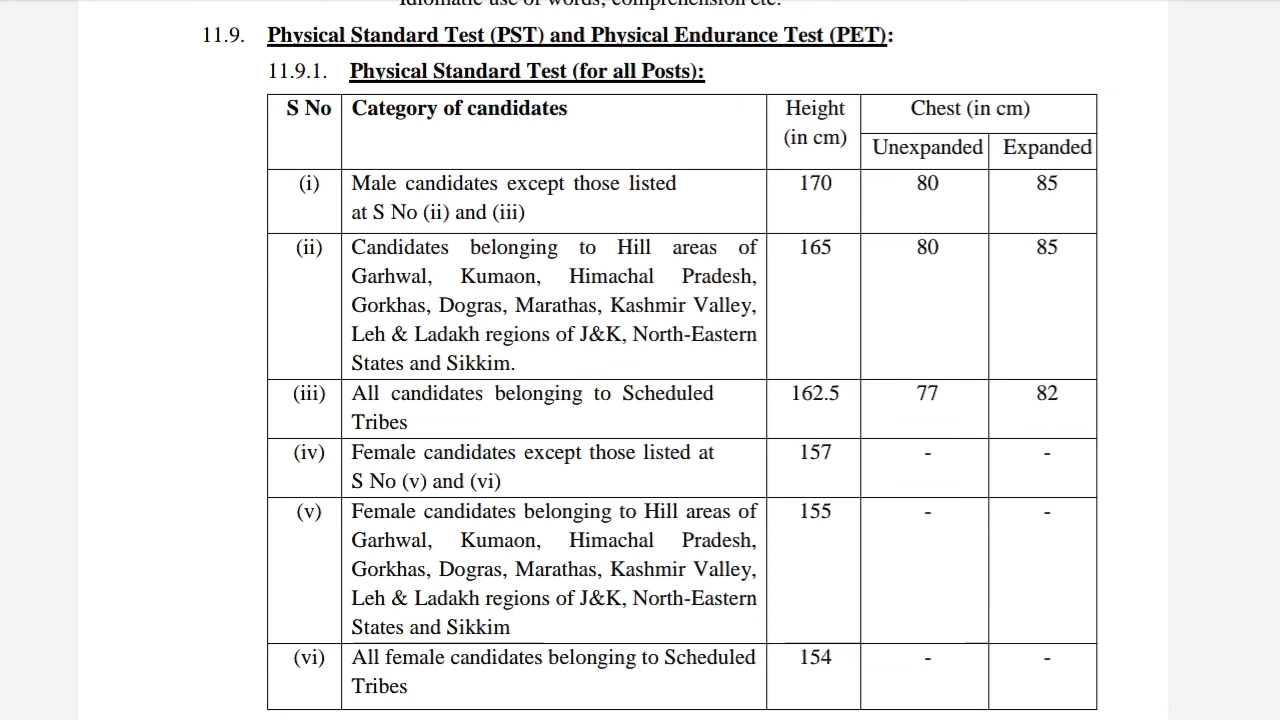 Idiomatic use of words, comprehension etc.
11.9. Physical Standard Test (PST) and Physical Endurance Test (PET):
11.9.1. Physical Standard Test (for all Posts):
S No Category of candidates Height Chest (in cm)
(in cm) Unexpanded Expanded
(i) Male candidates except those listed 170 80 85
at S No (ii) and (iii)
(ii) Candidates belonging to Hill areas of 165 80 85
Garhwal, Kumaon, Himachal Pradesh,
Gorkhas, Dogras, Marathas, Kashmir Valley,
Leh & Ladakh regions of J&K, North-Eastern
States and Sikkim.
(iii) All candidates belonging to Scheduled 162.5 77 82
Tribes
(iv) Female candidates except those listed at 157 - -
S No (v) and (vi)
(v) Female candidates belonging to Hill areas of 155 - -
Garhwal, Kumaon, Himachal Pradesh,
Gorkhas, Dogras, Marathas, Kashmir Valley,
Leh & Ladakh regions of J&K, North-Eastern
States and Sikkim
(vi) All female candidates belonging to Scheduled 154 - -
Tribes